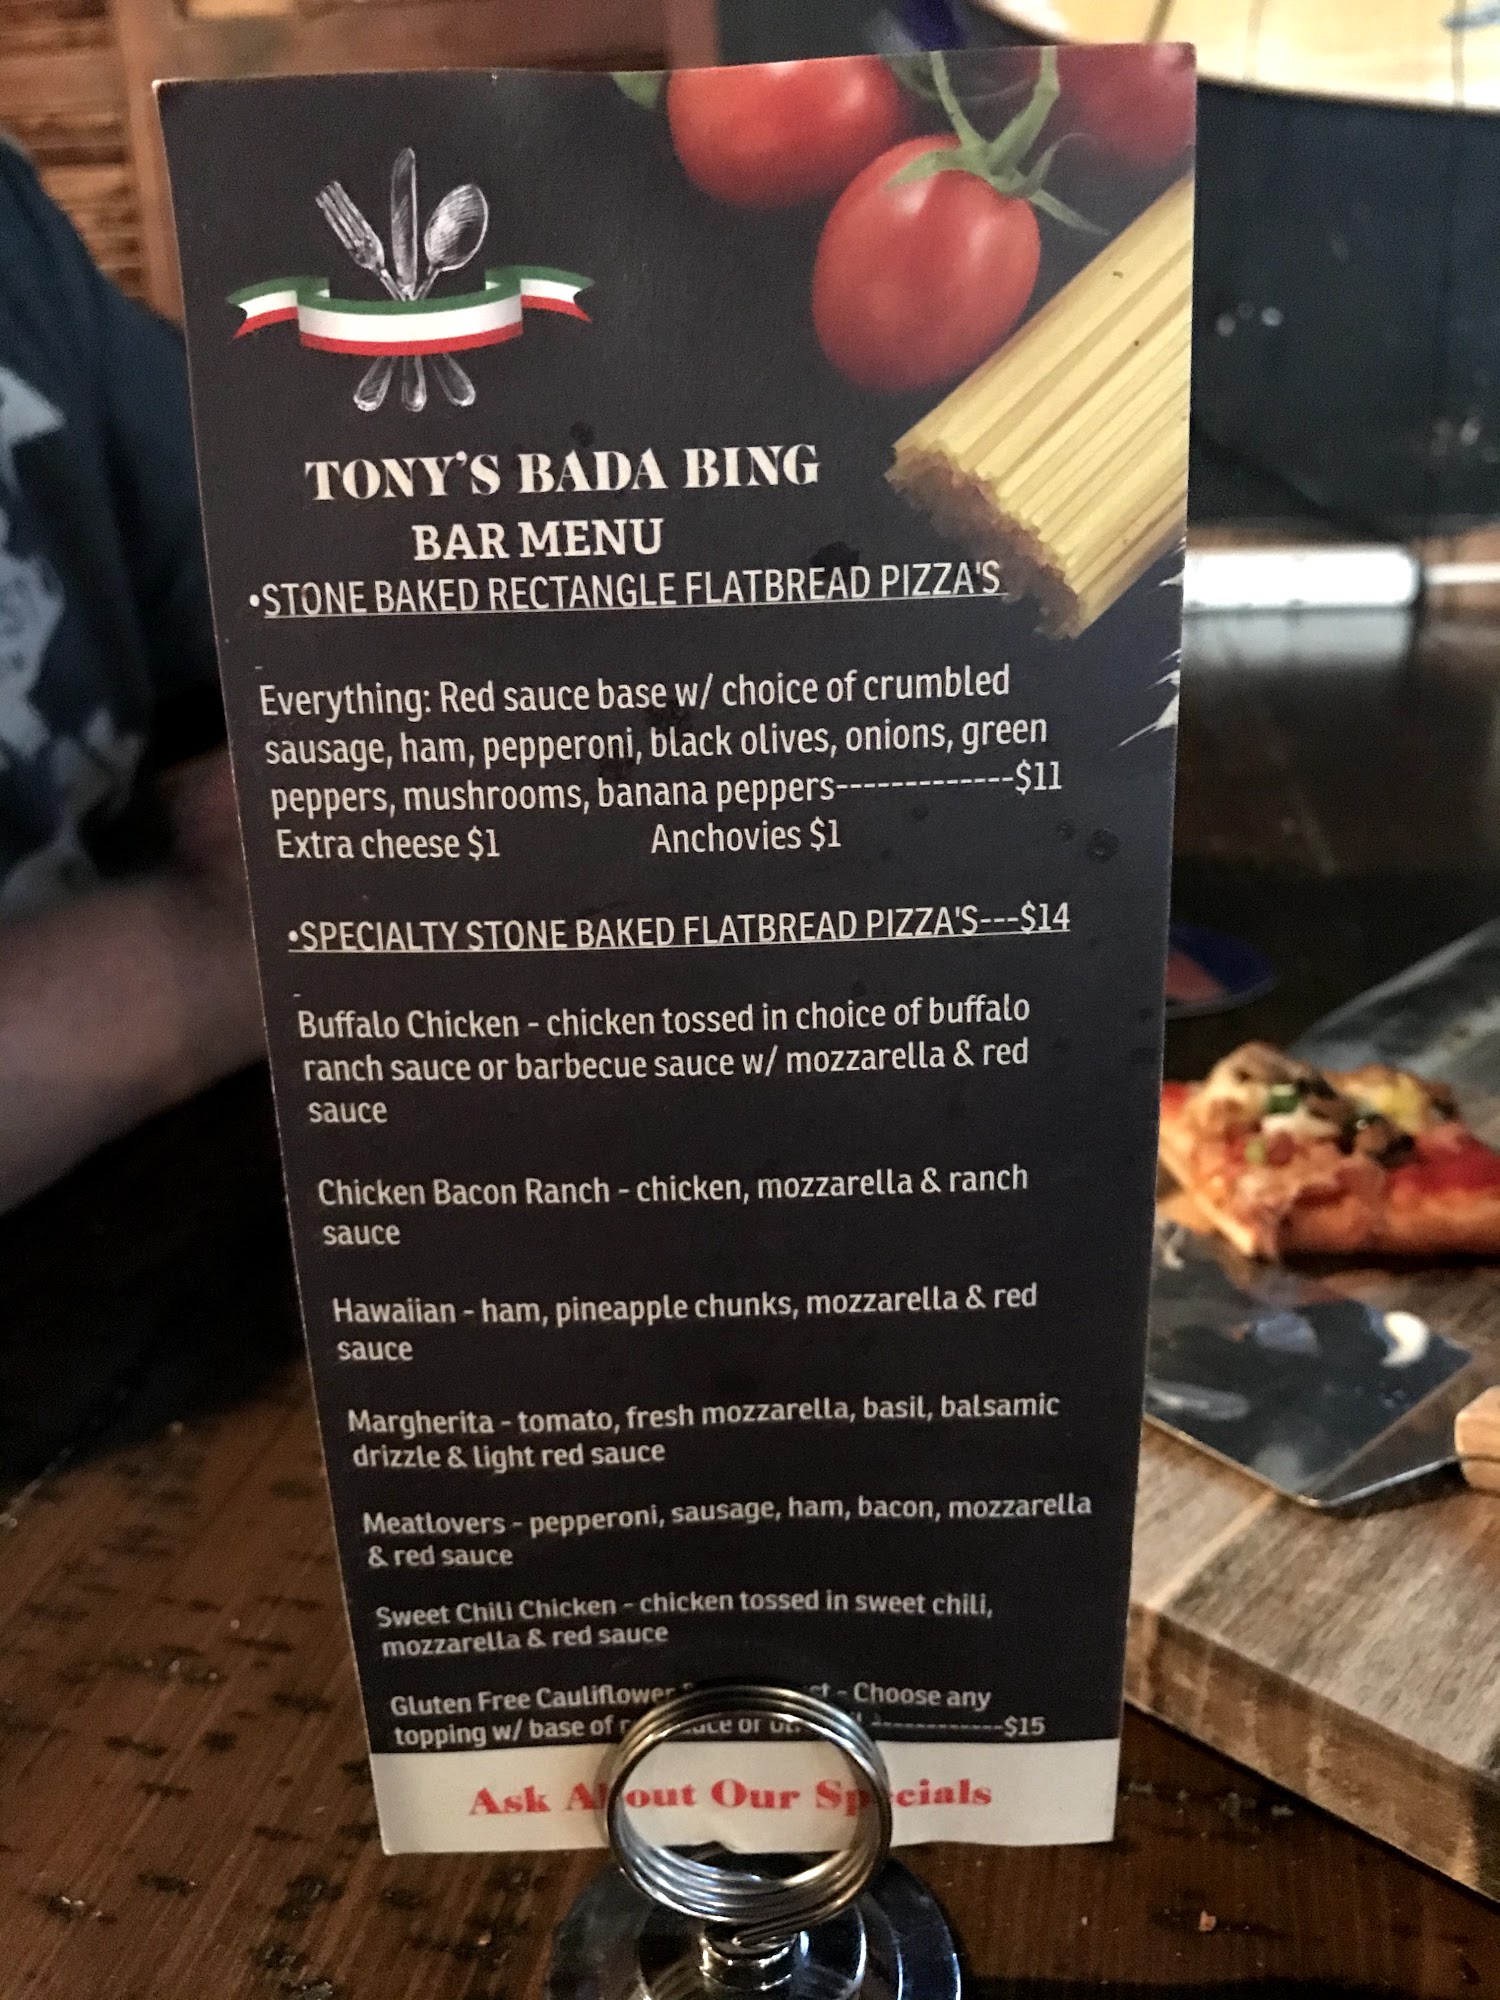 TONY'S BADA BING
BAR MENU
•STONE BAKED RECTANGLE FLATBREAD PIZZA'S
-
Everything: Red sauce base w/ choice of crumbled
sausage, ham, pepperoni, black olives, onions, green
peppers, mushrooms, banana peppers-------------$11
Extra cheese $1 Anchovies $1
•SPECIALTY STONE BAKED FLATBREAD PIZZA'S---$14
-
Buffalo Chicken - chicken tossed in choice of buffalo
ranch sauce or barbecue sauce w/ mozzarella & red
sauce
Chicken Bacon Ranch - chicken, mozzarella & ranch
sauce
Hawaiian - ham, pineapple chunks, mozzarella & red
sauce
Margherita - tomato, fresh mozzarella, basil, balsamic
drizzle & light red sauce
Meatlovers - pepperoni, sausage, ham, bacon, mozzarella
& red sauce
Sweet Chili Chicken - chicken tossed in sweet chili,
mozzarella & red sauce
Gluten Free Cauliflower - Choose any
topping w/ base of or ------------$15
Ask About Our Specials